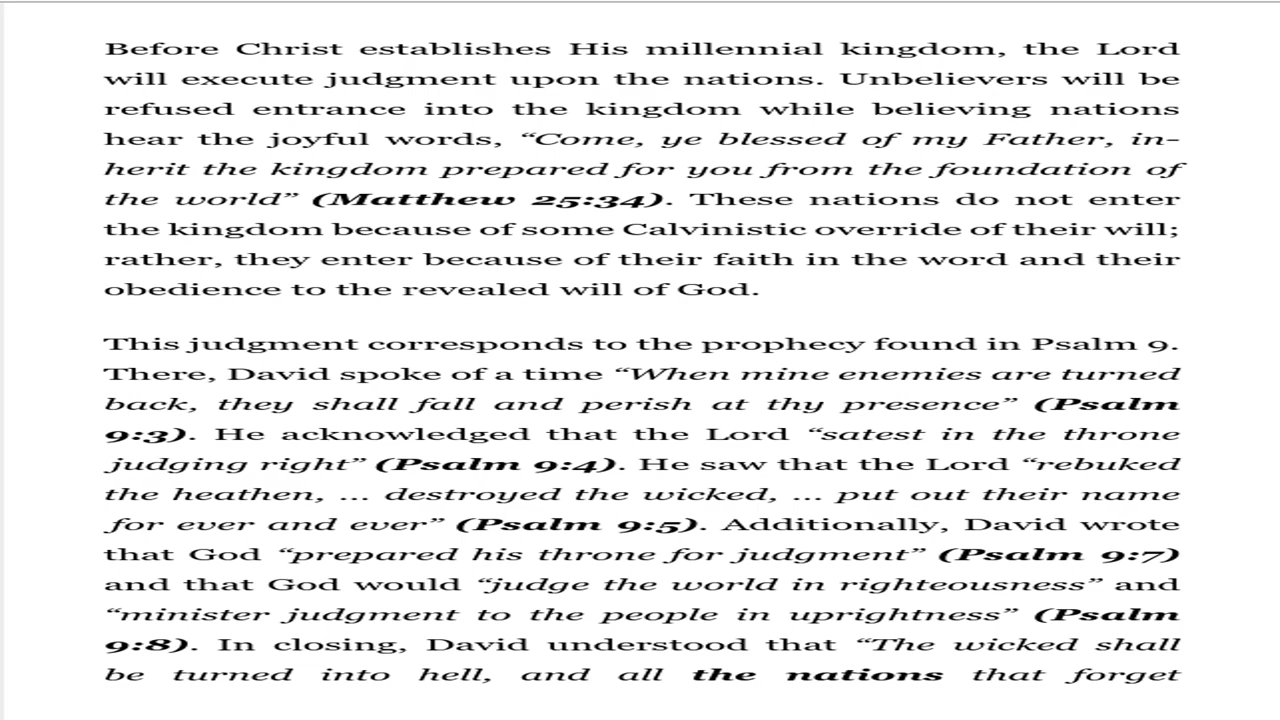 Before Christ establishes His millennial kingdom, the Lord
will execute judgment upon the nations. Unbelievers will be
refused entrance into the kingdom while believing nations
hear the joyful words, “Come, ye blessed of my Father, in-
herit the kingdom prepared for you from the foundation of
the world” (Matthew 25:34). These nations do not enter
the kingdom because of some Calvinistic override of their will;
rather, they enter because of their faith in the word and their
obedience to the revealed will of God.
This judgment corresponds to the prophecy found in Psalm 9.
There, David spoke of a time “When mine enemies are turned
back, they shall fall and perish at thy presence” (Psalm
9:3). He acknowledged that the Lord “satest in the throne
judging right” (Psalm 9:4). He saw that the Lord “rebuked
the heathen, ... destroyed the wicked, ... put out their name
for ever and ever” (Psalm 9:5). Additionally, David wrote
that God “prepared his throne for judgment” (Psalm 9:7)
and that God would “judge the world in righteousness” and
“minister judgment to the people in uprightness” (Psalm
9:8). In closing, David understood that “The wicked shall
be turned into hell, and all the nations that forget